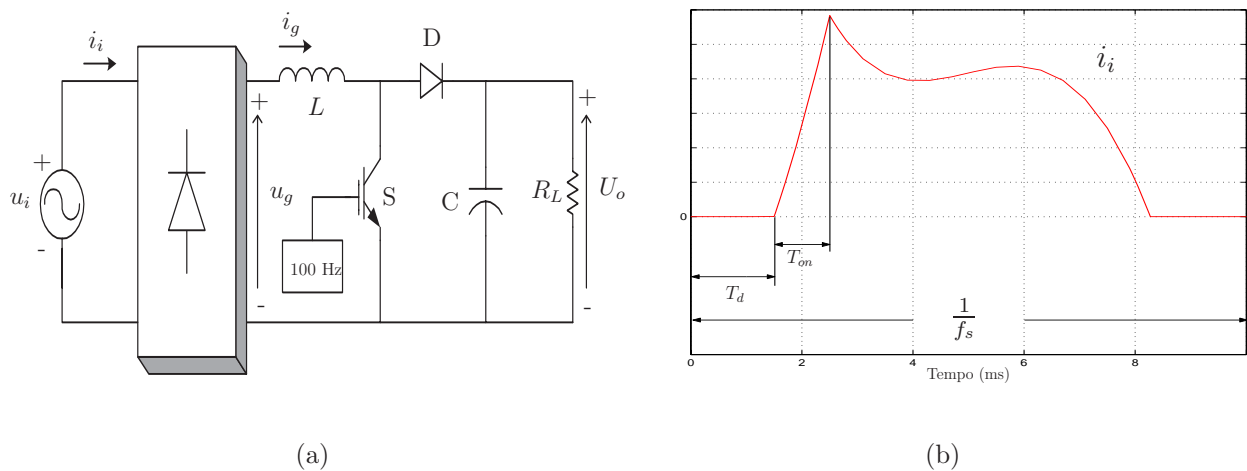 i_i
i_g
D
+
L
+
+
u_i
u_g
S
C
R_L
U_o
100 Hz
-
-
-
(a)
i_i
0
T_on
T_d
1/f_s
0
2
4
6
8
Tempo (ms)
(b)